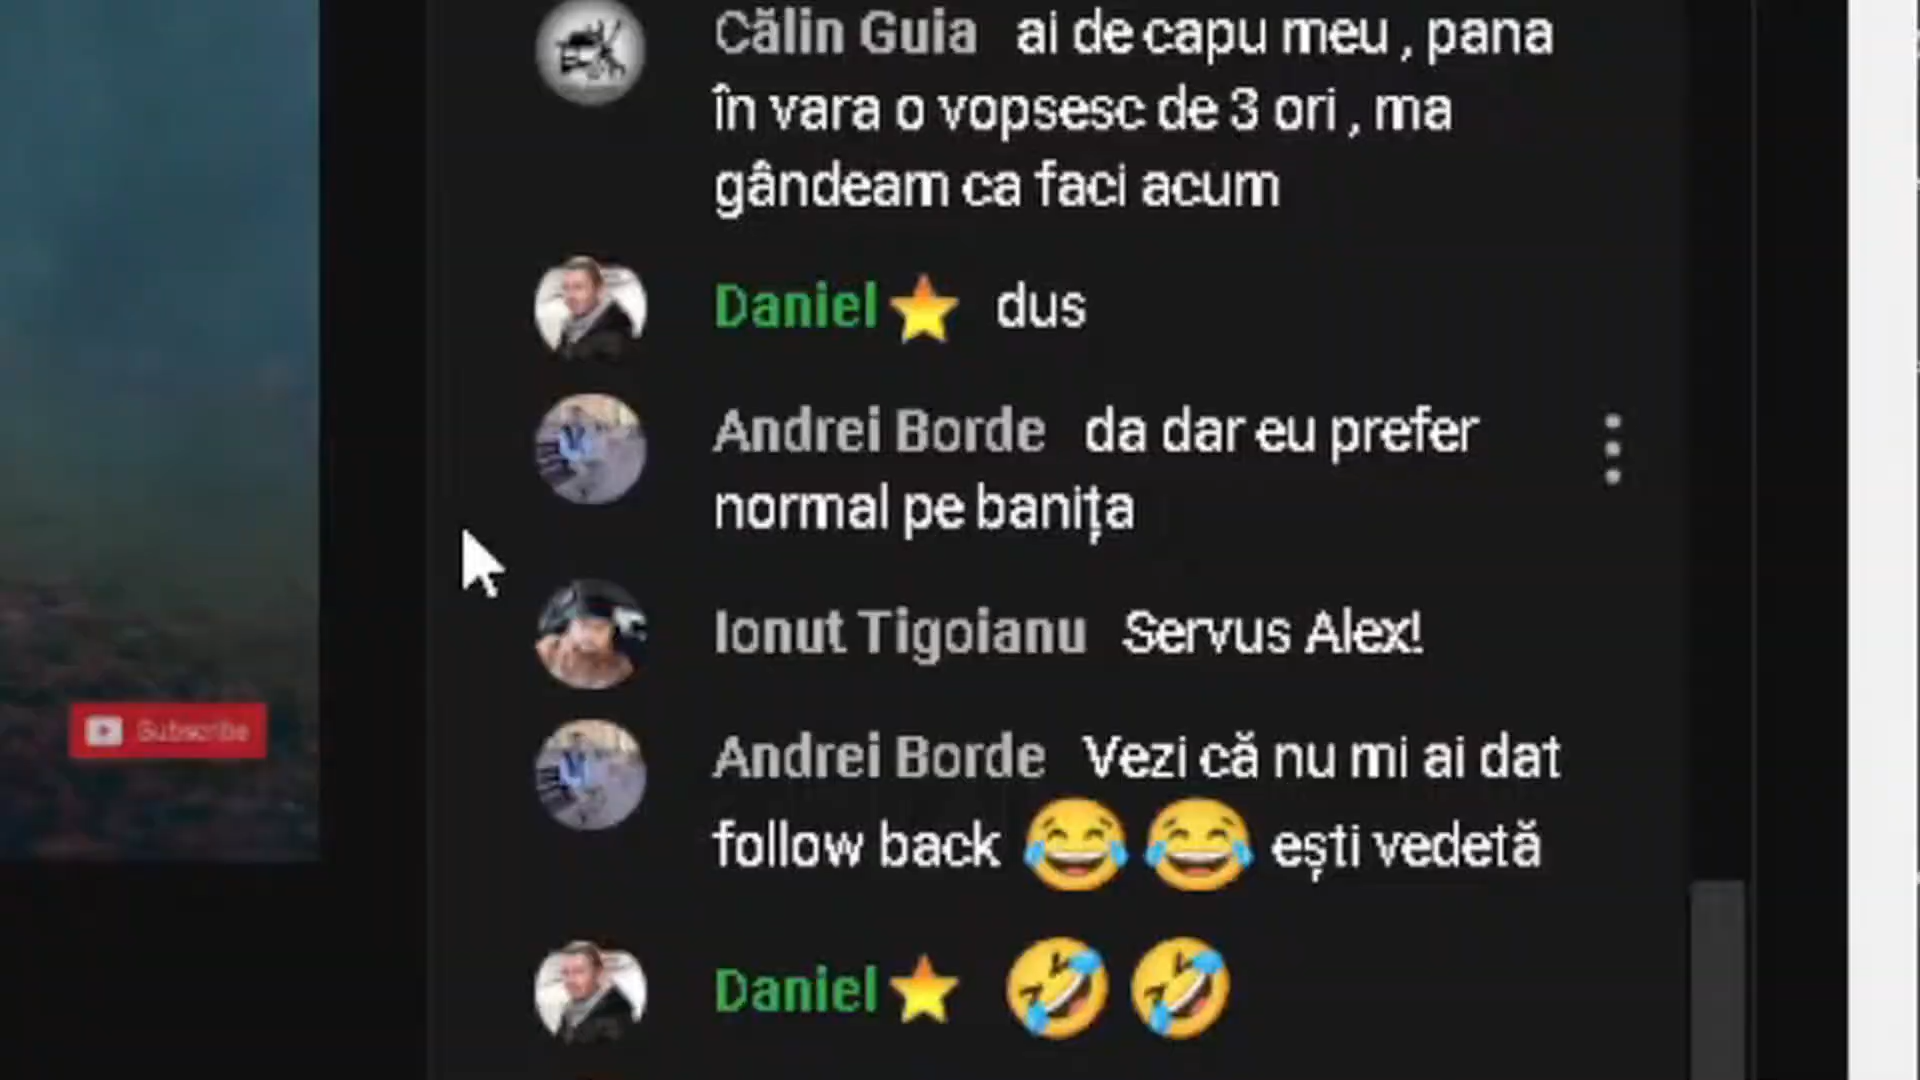 Călin Guia ai de capu meu , pana
în vara o vopsesc de 3 ori , ma
gândeam ca faci acum
Daniel⭐ dus
Andrei Borde da dar eu prefer
normal pe banița
Ionut Tigoianu Servus Alex!
Andrei Borde Vezi că nu mi ai dat
follow back 😂 😂 ești vedetă
Subscribe
Daniel⭐ 🤣 🤣